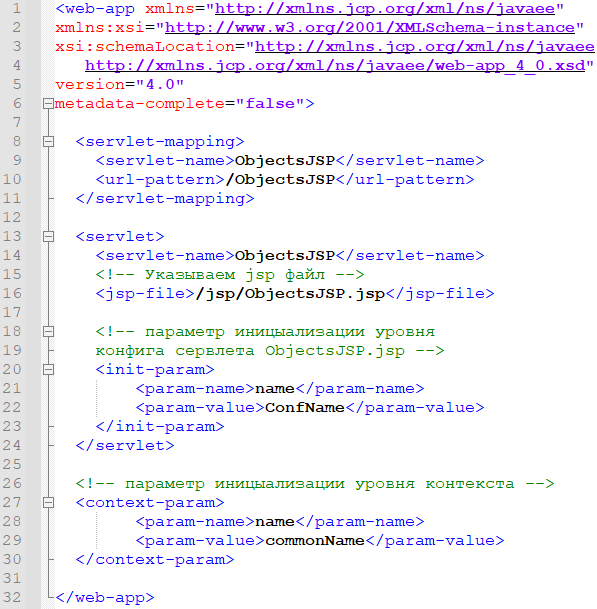 1 <web-app xmlns="http://xmlns.jcp.org/xml/ns/javaee"
2 xmlns:xsi="http://www.w3.org/2001/XMLSchema-instance"
3 xsi:schemaLocation="http://xmlns.jcp.org/xml/ns/javaee
4 http://xmlns.jcp.org/xml/ns/javaee/web-app_4_0.xsd"
5 version="4.0"
6 metadata-complete="false">
7
8 <servlet-mapping>
9 <servlet-name>ObjectsJSP</servlet-name>
10 <url-pattern>/ObjectsJSP</url-pattern>
11 </servlet-mapping>
12
13 <servlet>
14 <servlet-name>ObjectsJSP</servlet-name>
15 <!-- Указываем jsp файл -->
16 <jsp-file>/jsp/ObjectsJSP.jsp</jsp-file>
17
18 <!-- параметр иницыализации уровня
19 конфига сервлета ObjectsJSP.jsp -->
20 <init-param>
21 <param-name>name</param-name>
22 <param-value>ConfName</param-value>
23 </init-param>
24 </servlet>
25
26 <!-- параметр иницыализации уровня контекста -->
27 <context-param>
28 <param-name>name</param-name>
29 <param-value>commonName</param-value>
30 </context-param>
31
32 </web-app>